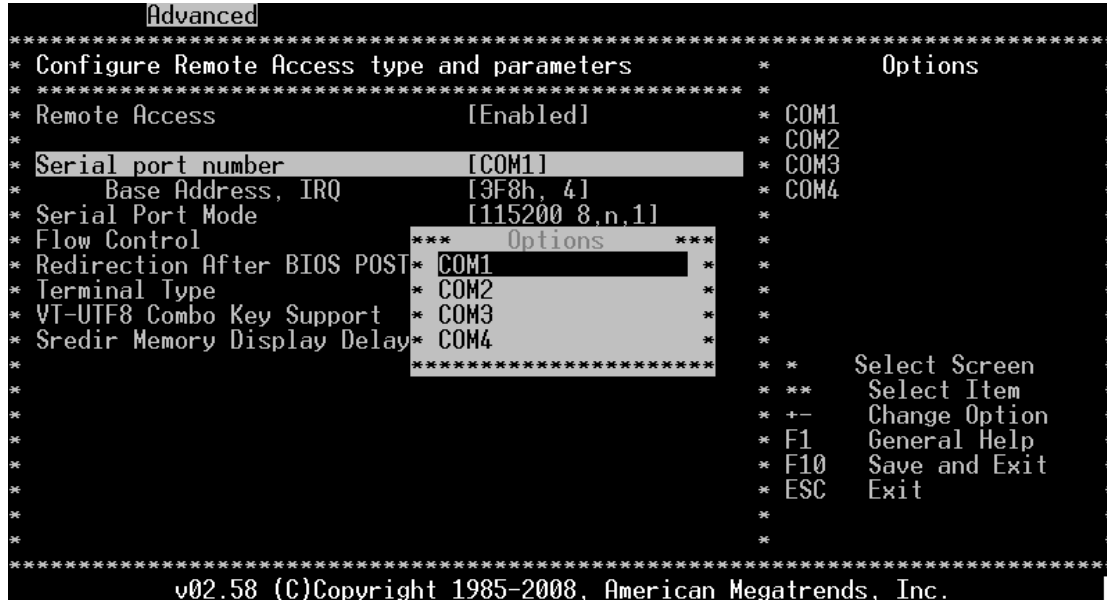 Advanced
Configure Remote Access type and parameters
Remote Access [Enabled]
Serial port number [COM1]
Base Address, IRQ [3F8h, 4]
Serial Port Mode [115200 8,n,1]
Flow Control
Redirection After BIOS POST
Terminal Type
VT-UTF8 Combo Key Support
Sredir Memory Display Delay
*** Options ***
COM1
COM2
COM3
COM4
Options
COM1
COM2
COM3
COM4
* Select Screen
** Select Item
+- Change Option
F1 General Help
F10 Save and Exit
ESC Exit
v02.58 (C)Copyright 1985-2008, American Megatrends, Inc.